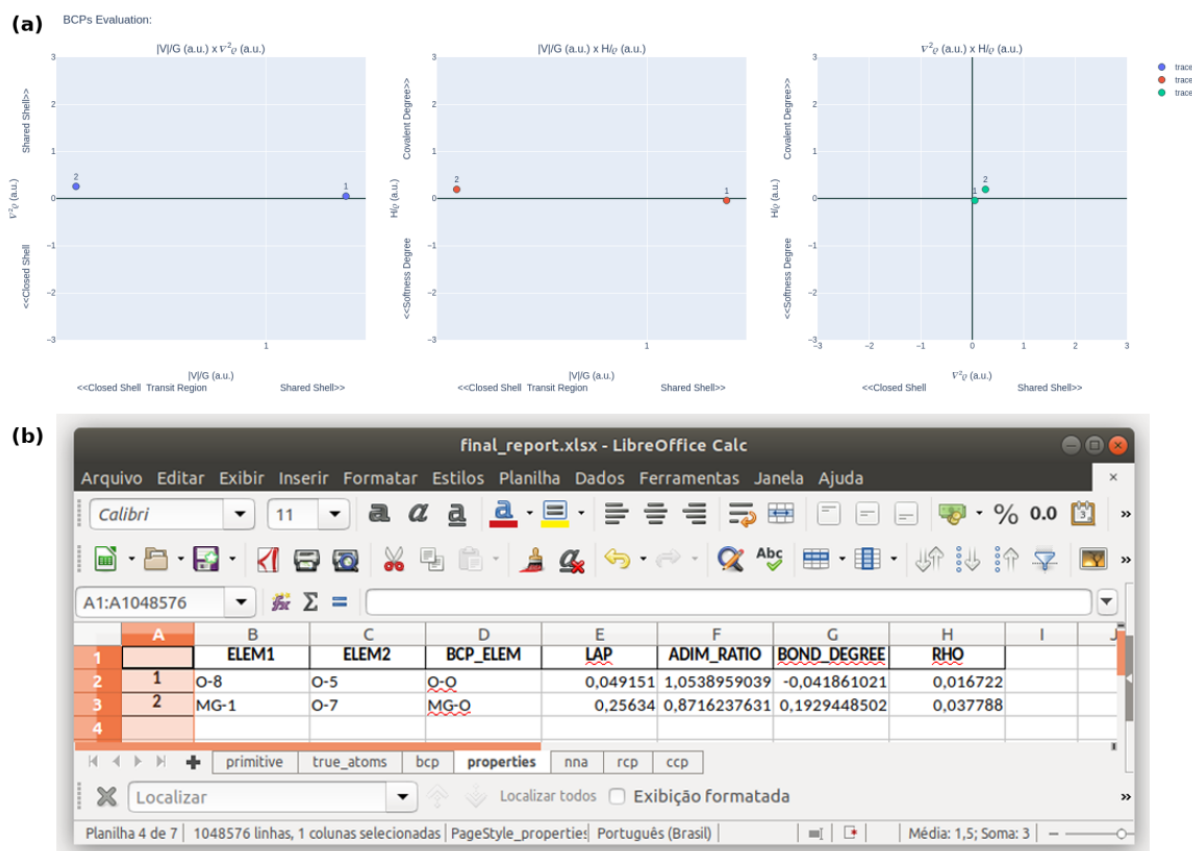 (a) BCPs Evaluation:
|V|/G (a.u.) x ∇²ϱ (a.u.)
|V|/G (a.u.) x H/ϱ (a.u.)
∇²ϱ (a.u.) x H/ϱ (a.u.)
trace
trace
trace
3
2
1
0
−1
−2
−3
Shared Shell>>
∇²ϱ (a.u.)
<<Closed Shell
2
1
1
|V|/G (a.u.)
<<Closed Shell Transit Region Shared Shell>>
3
2
1
0
−1
−2
−3
Covalent Degree>>
H/ϱ (a.u.)
<<Softness Degree
2
1
1
|V|/G (a.u.)
<<Closed Shell Transit Region Shared Shell>>
3
2
1
0
−1
−2
−3
Covalent Degree>>
H/ϱ (a.u.)
<<Softness Degree
2
1
−3 −2 −1 0 1 2 3
∇²ϱ (a.u.)
<<Closed Shell Shared Shell>>
(b)
final_report.xlsx - LibreOffice Calc
Arquivo Editar Exibir Inserir Formatar Estilos Planilha Dados Ferramentas Janela Ajuda
Calibri 11 a a a a % 0.0 »
Abc »
A1:A1048576 fx Σ =
A B C D E F G H I J
1 ELEM1 ELEM2 BCP_ELEM LAP ADIM_RATIO BOND_DEGREE RHO
2 1 O-8 O-5 O-O 0,049151 1,0538959039 -0,041861021 0,016722
3 2 MG-1 O-7 MG-O 0,25634 0,8716237631 0,1929448502 0,037788
4
primitive true_atoms bcp properties nna rcp ccp
Localizar Localizar todos Exibição formatada »
Planilha 4 de 7 1048576 linhas, 1 colunas selecionadas PageStyle_properties Português (Brasil) Média: 1,5; Soma: 3